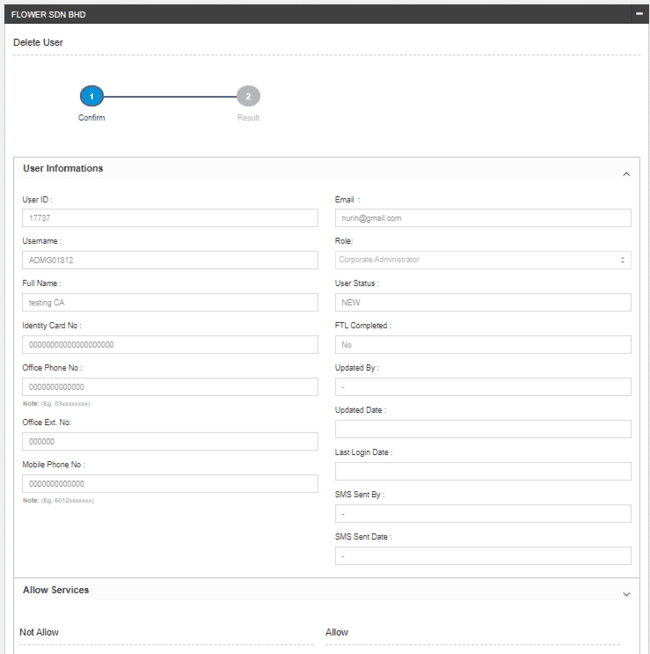 FLOWER SDN BHD
Delete User
1
2
Confirm
Result
User Informations
User ID :
17737
Username :
ADMG01812
Full Name :
testing CA
Identity Card No :
00000000000000000000
Office Phone No :
0000000000000
Note: (Eg. 03xxxxxxxx)
Office Ext. No:
000000
Mobile Phone No :
0000000000000
Note: (Eg. 6012xxxxxxx)
Email :
nurin@gmail.com
Role:
Corporate Administrator
User Status :
NEW
FTL Completed :
No
Updated By :
-
Updated Date :
Last Login Date :
SMS Sent By :
-
SMS Sent Date :
-
Allow Services
Not Allow
Allow